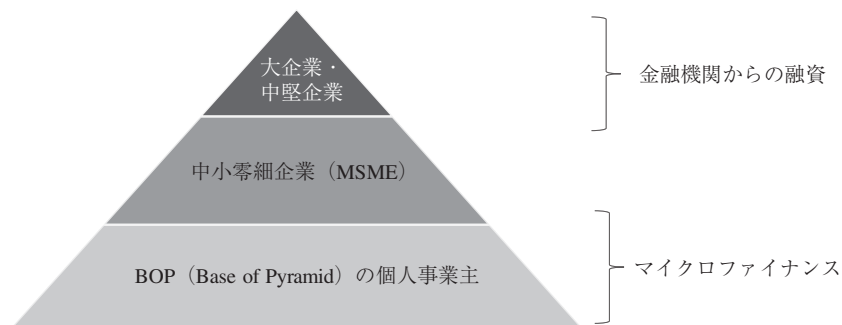 大企業・
中堅企業
金融機関からの融資
中小零細企業（MSME）
BOP（Base of Pyramid）の個人事業主
マイクロファイナンス